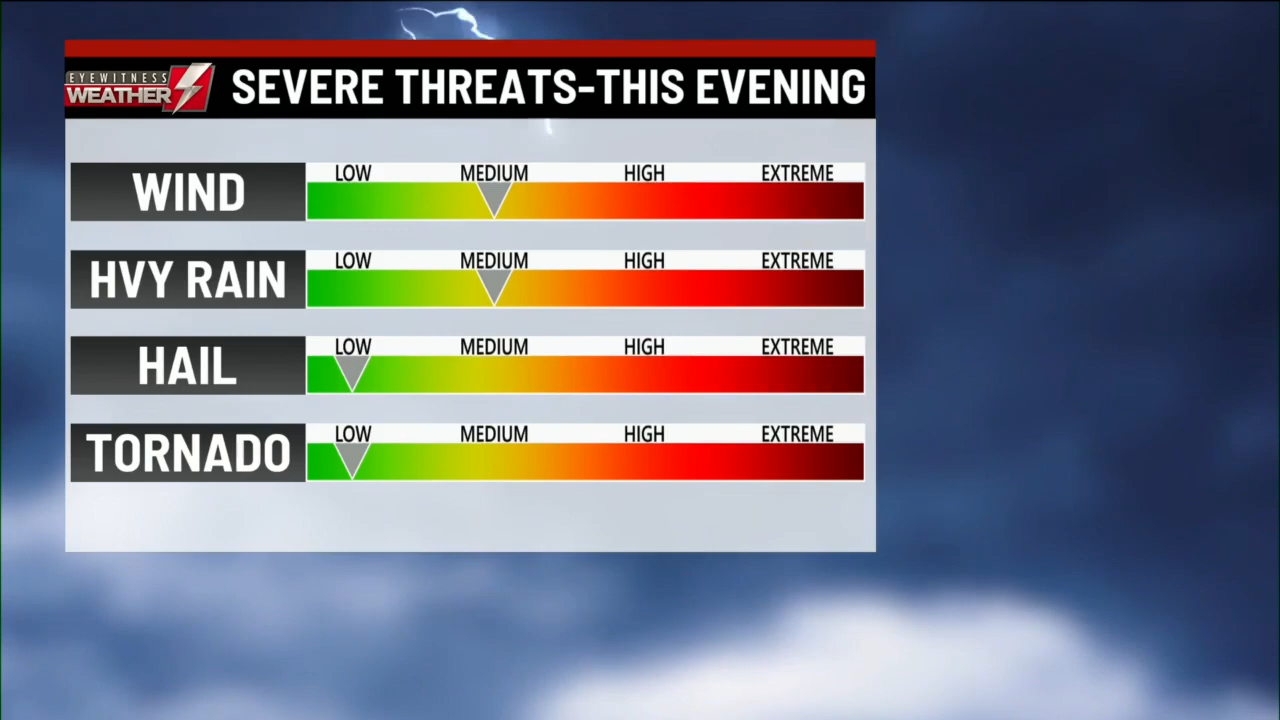 EYEWITNESS
WEATHER
SEVERE THREATS-THIS EVENING
WIND
LOW MEDIUM HIGH EXTREME
HVY RAIN
LOW MEDIUM HIGH EXTREME
HAIL
LOW MEDIUM HIGH EXTREME
TORNADO
LOW MEDIUM HIGH EXTREME